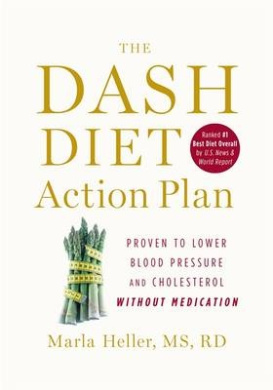 THE
DASH
DIET
Action Plan
Ranked #1
Best Diet Overall
by U.S. News &
World Report
PROVEN TO LOWER
BLOOD PRESSURE
AND CHOLESTEROL
WITHOUT MEDICATION
Marla Heller, MS, RD